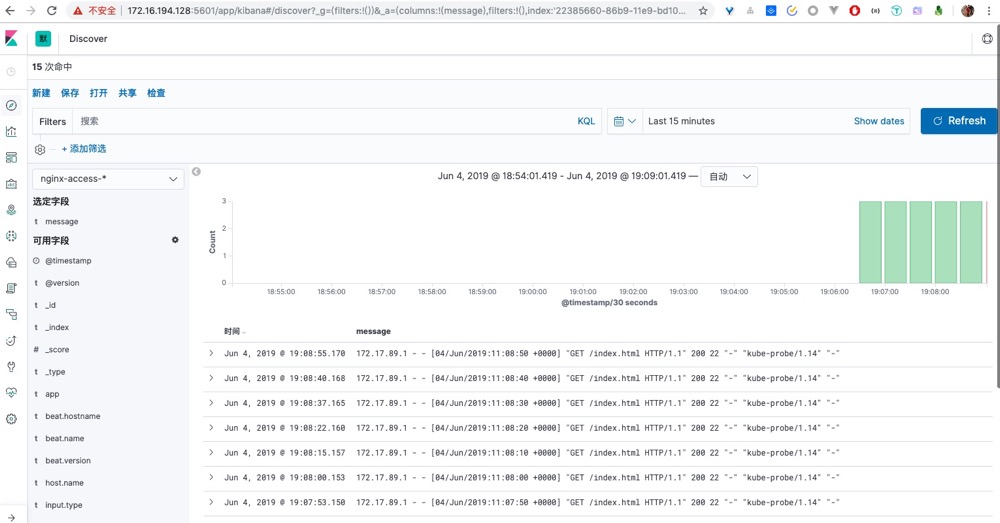 不安全 172.16.194.128:5601/app/kibana#/discover?_g=(filters:!())&_a=(columns:!(message),filters:!(),index:'22385660-86b9-11e9-bd10...
默 Discover
15 次命中
新建 保存 打开 共享 检查
Filters 搜索 KQL Last 15 minutes Show dates Refresh
+ 添加筛选
nginx-access-*
选定字段
t message
可用字段
@timestamp
t @version
t _id
t _index
# _score
t _type
t app
t beat.hostname
t beat.name
t beat.version
t host.name
t input.type
Jun 4, 2019 @ 18:54:01.419 - Jun 4, 2019 @ 19:09:01.419 — 自动
Count
3
2
1
0
18:55:00 18:56:00 18:57:00 18:58:00 18:59:00 19:00:00 19:01:00 19:02:00 19:03:00 19:04:00 19:05:00 19:06:00 19:07:00 19:08:00
@timestamp/30 seconds
时间 message
Jun 4, 2019 @ 19:08:55.170 172.17.89.1 - - [04/Jun/2019:11:08:50 +0000] "GET /index.html HTTP/1.1" 200 22 "-" "kube-probe/1.14" "-"
Jun 4, 2019 @ 19:08:40.168 172.17.89.1 - - [04/Jun/2019:11:08:40 +0000] "GET /index.html HTTP/1.1" 200 22 "-" "kube-probe/1.14" "-"
Jun 4, 2019 @ 19:08:37.165 172.17.89.1 - - [04/Jun/2019:11:08:30 +0000] "GET /index.html HTTP/1.1" 200 22 "-" "kube-probe/1.14" "-"
Jun 4, 2019 @ 19:08:22.160 172.17.89.1 - - [04/Jun/2019:11:08:20 +0000] "GET /index.html HTTP/1.1" 200 22 "-" "kube-probe/1.14" "-"
Jun 4, 2019 @ 19:08:15.157 172.17.89.1 - - [04/Jun/2019:11:08:10 +0000] "GET /index.html HTTP/1.1" 200 22 "-" "kube-probe/1.14" "-"
Jun 4, 2019 @ 19:08:00.153 172.17.89.1 - - [04/Jun/2019:11:08:00 +0000] "GET /index.html HTTP/1.1" 200 22 "-" "kube-probe/1.14" "-"
Jun 4, 2019 @ 19:07:53.150 172.17.89.1 - - [04/Jun/2019:11:07:50 +0000] "GET /index.html HTTP/1.1" 200 22 "-" "kube-probe/1.14" "-"